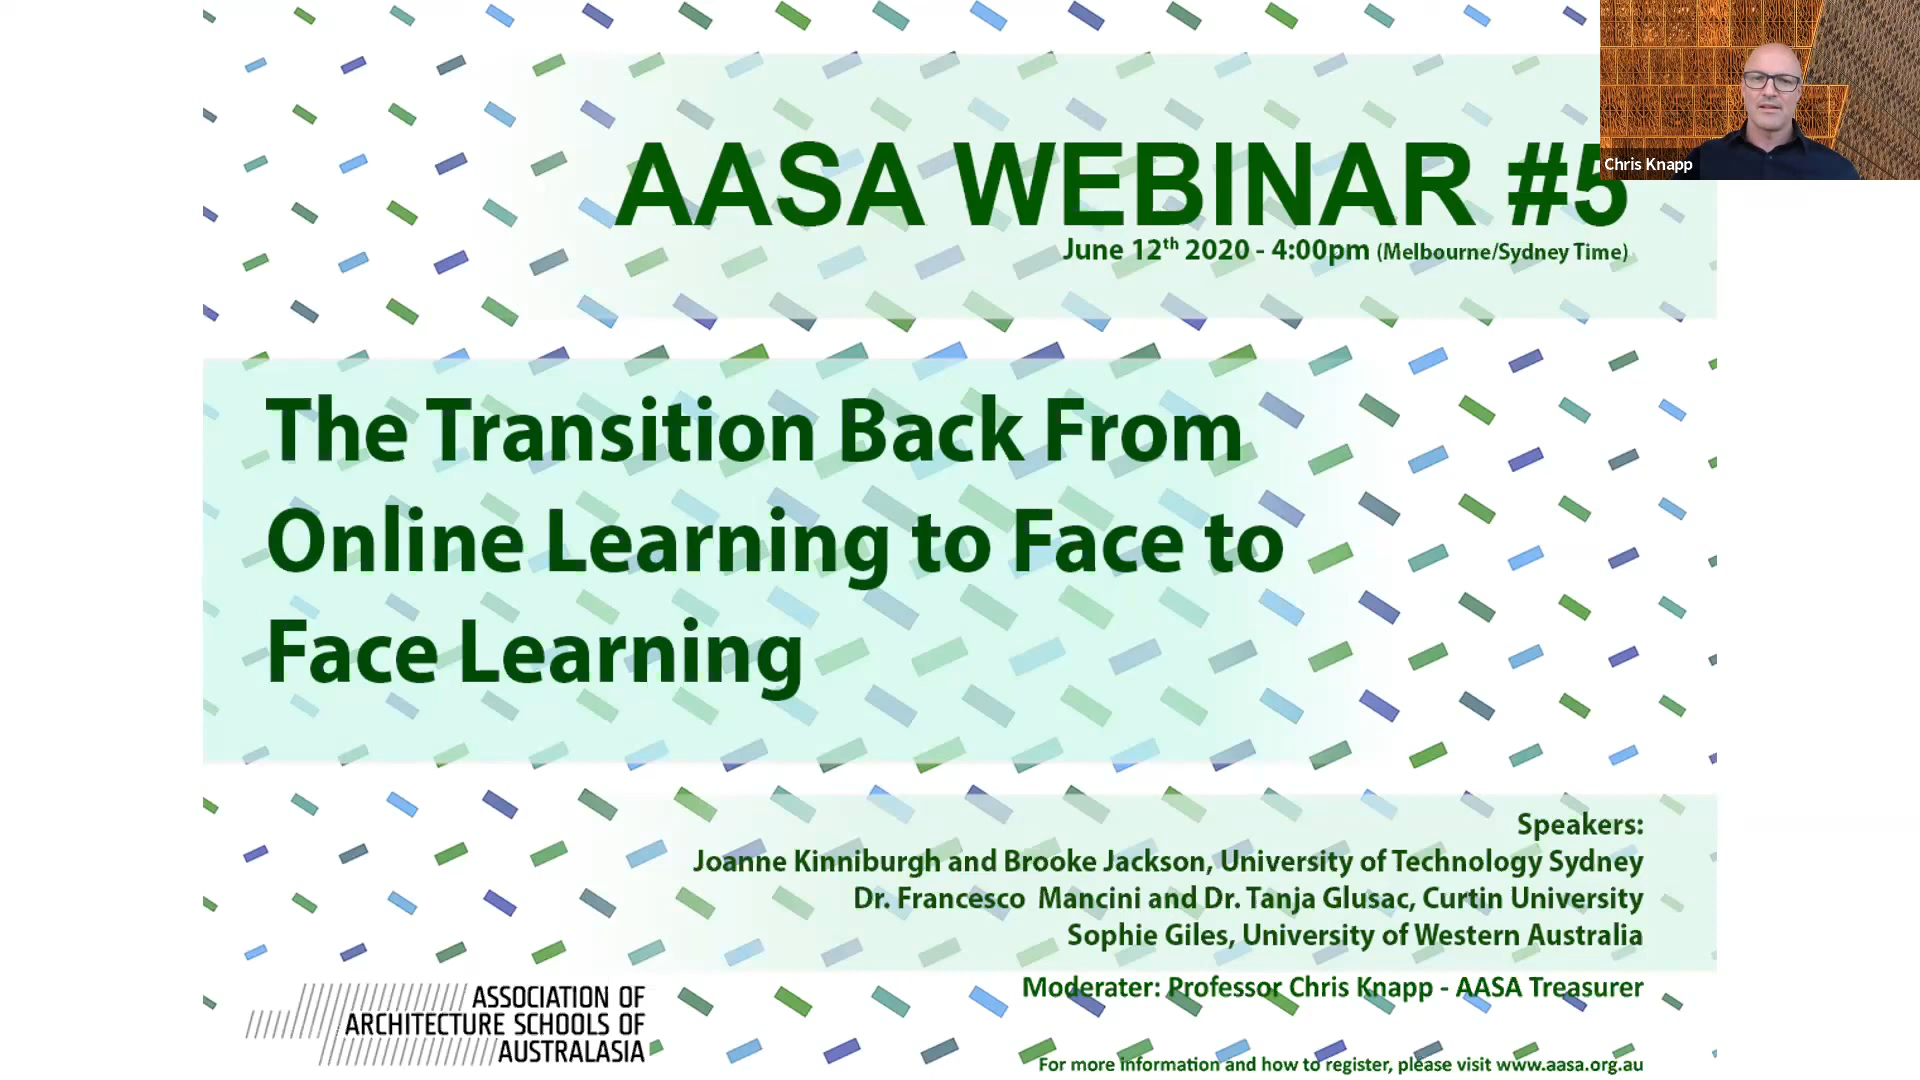 AASA WEBINAR #5
June 12th 2020 - 4:00pm (Melbourne/Sydney Time)
Chris Knapp
The Transition Back From
Online Learning to Face to
Face Learning
Speakers:
Joanne Kinniburgh and Brooke Jackson, University of Technology Sydney
Dr. Francesco Mancini and Dr. Tanja Glusac, Curtin University
Sophie Giles, University of Western Australia
Moderater: Professor Chris Knapp - AASA Treasurer
ASSOCIATION OF
ARCHITECTURE SCHOOLS OF
AUSTRALASIA
For more information and how to register, please visit www.aasa.org.au